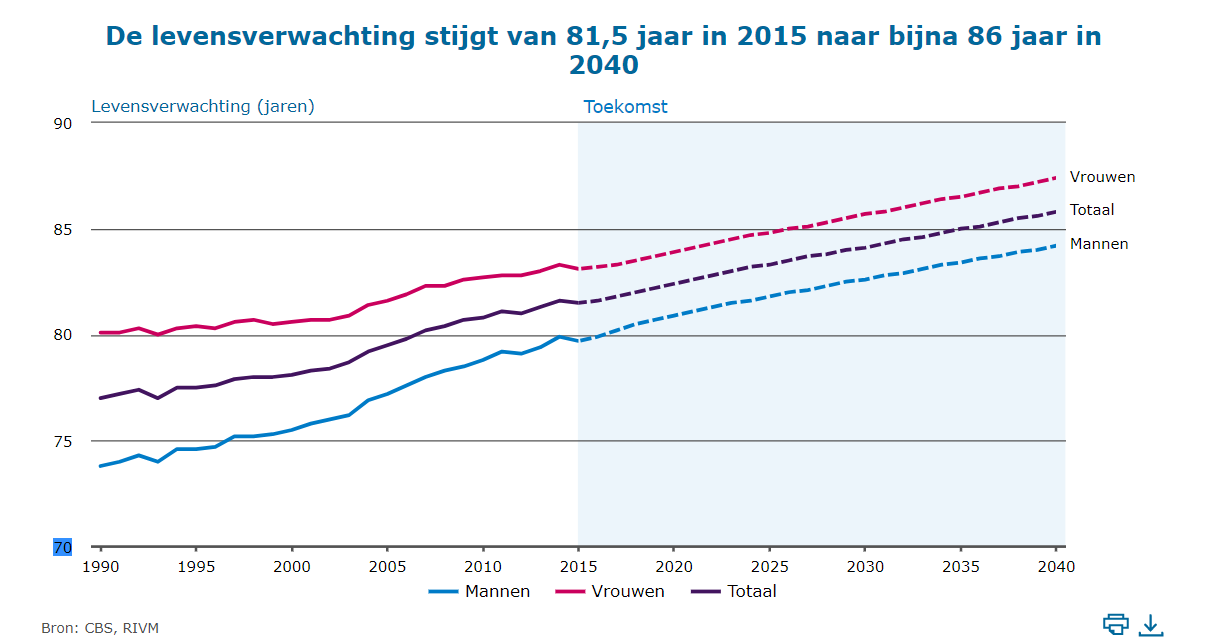 De levensverwachting stijgt van 81,5 jaar in 2015 naar bijna 86 jaar in
2040
Levensverwachting (jaren) Toekomst
90
Vrouwen
Totaal
85
Mannen
80
75
70
1990 1995 2000 2005 2010 2015 2020 2025 2030 2035 2040
Mannen Vrouwen Totaal
Bron: CBS, RIVM